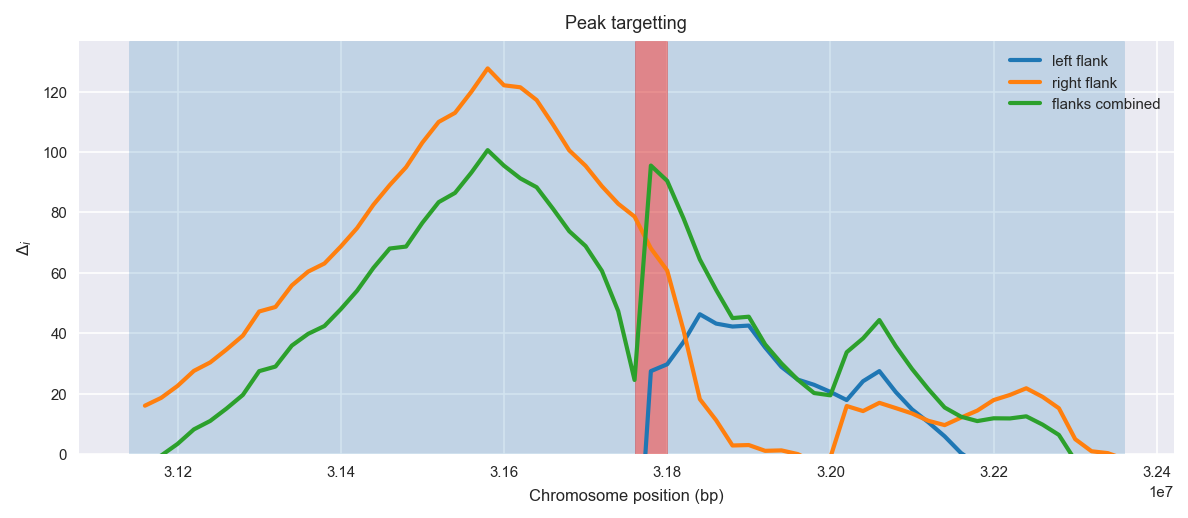 Peak targetting
left flank
right flank
flanks combined
120
100
80
60
40
20
0
Δi
3.12
3.14
3.16
3.18
3.20
3.22
3.24
1e7
Chromosome position (bp)